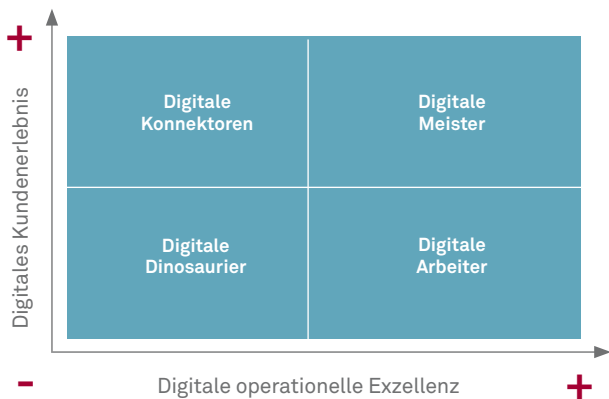 +
Digitales Kundenerlebnis
Digitale
Konnektoren
Digitale
Meister
Digitale
Dinosaurier
Digitale
Arbeiter
-
Digitale operationelle Exzellenz
+